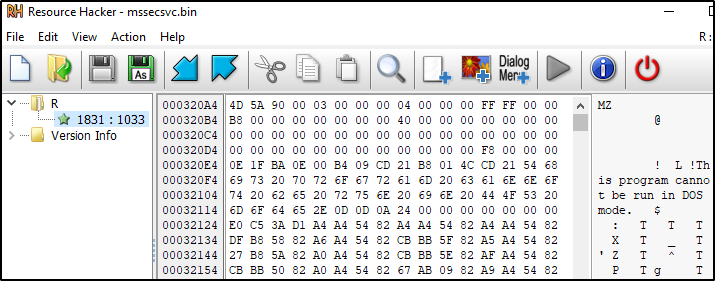 Resource Hacker - mssecsvc.bin
File Edit View Action Help R:
As Dialog Menu
R
1831 : 1033
Version Info
000320A4 4D 5A 90 00 03 00 00 00 04 00 00 00 FF FF 00 00 MZ
000320B4 B8 00 00 00 00 00 00 00 40 00 00 00 00 00 00 00 @
000320C4 00 00 00 00 00 00 00 00 00 00 00 00 00 00 00 00
000320D4 00 00 00 00 00 00 00 00 00 00 00 00 F8 00 00 00
000320E4 0E 1F BA 0E 00 B4 09 CD 21 B8 01 4C CD 21 54 68 ! L !Th
000320F4 69 73 20 70 72 6F 67 72 61 6D 20 63 61 6E 6E 6F is program canno
00032104 74 20 62 65 20 72 75 6E 20 69 6E 20 44 4F 53 20 t be run in DOS
00032114 6D 6F 64 65 2E 0D 0D 0A 24 00 00 00 00 00 00 00 mode. $
00032124 E0 C5 3A D1 A4 A4 54 82 A4 A4 54 82 A4 A4 54 82 : T T T
00032134 DF B8 58 82 A6 A4 54 82 CB BB 5F 82 A5 A4 54 82 X T _ T
00032144 27 B8 5A 82 A0 A4 54 82 CB BB 5E 82 AF A4 54 82 ' Z T ^ T
00032154 CB BB 50 82 A0 A4 54 82 67 AB 09 82 A9 A4 54 82 P T g T